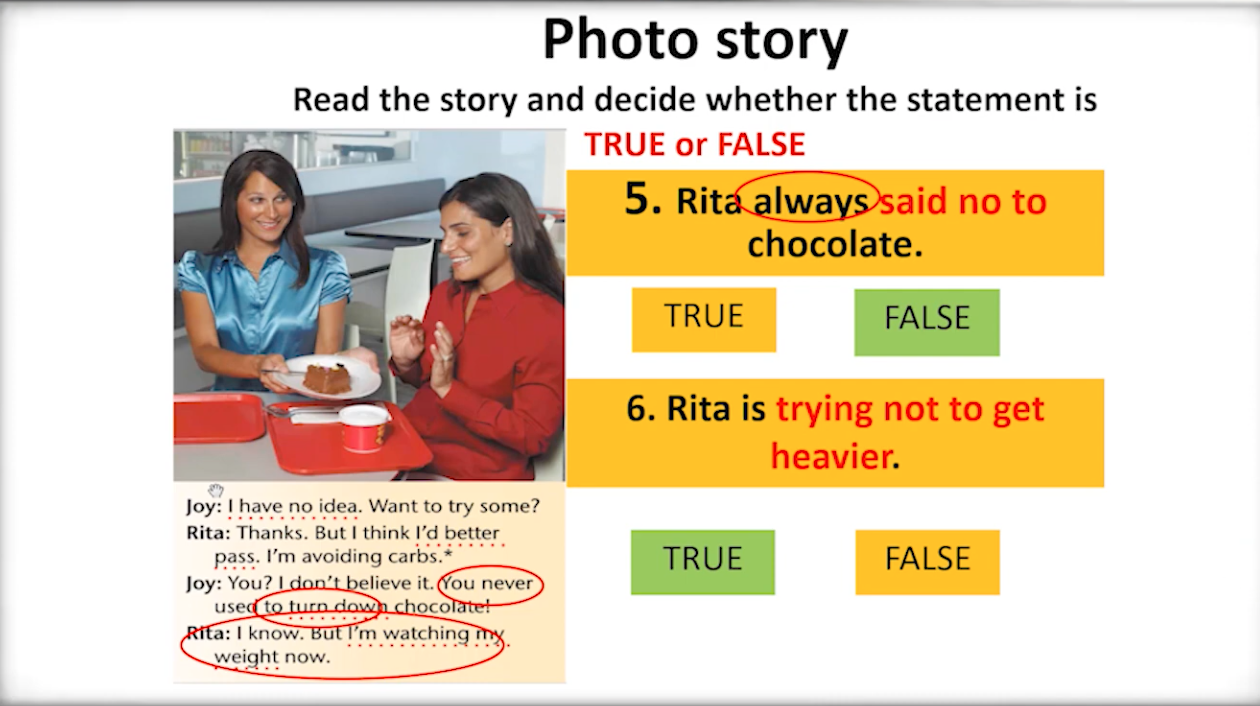 Photo story
Read the story and decide whether the statement is
TRUE or FALSE
5. Rita always said no to
chocolate.
TRUE
FALSE
6. Rita is trying not to get
heavier.
TRUE
FALSE
Joy: I have no idea. Want to try some?
Rita: Thanks. But I think I'd better
pass. I'm avoiding carbs.*
Joy: You? I don't believe it. You never
used to turn down chocolate!
Rita: I know. But I'm watching my
weight now.